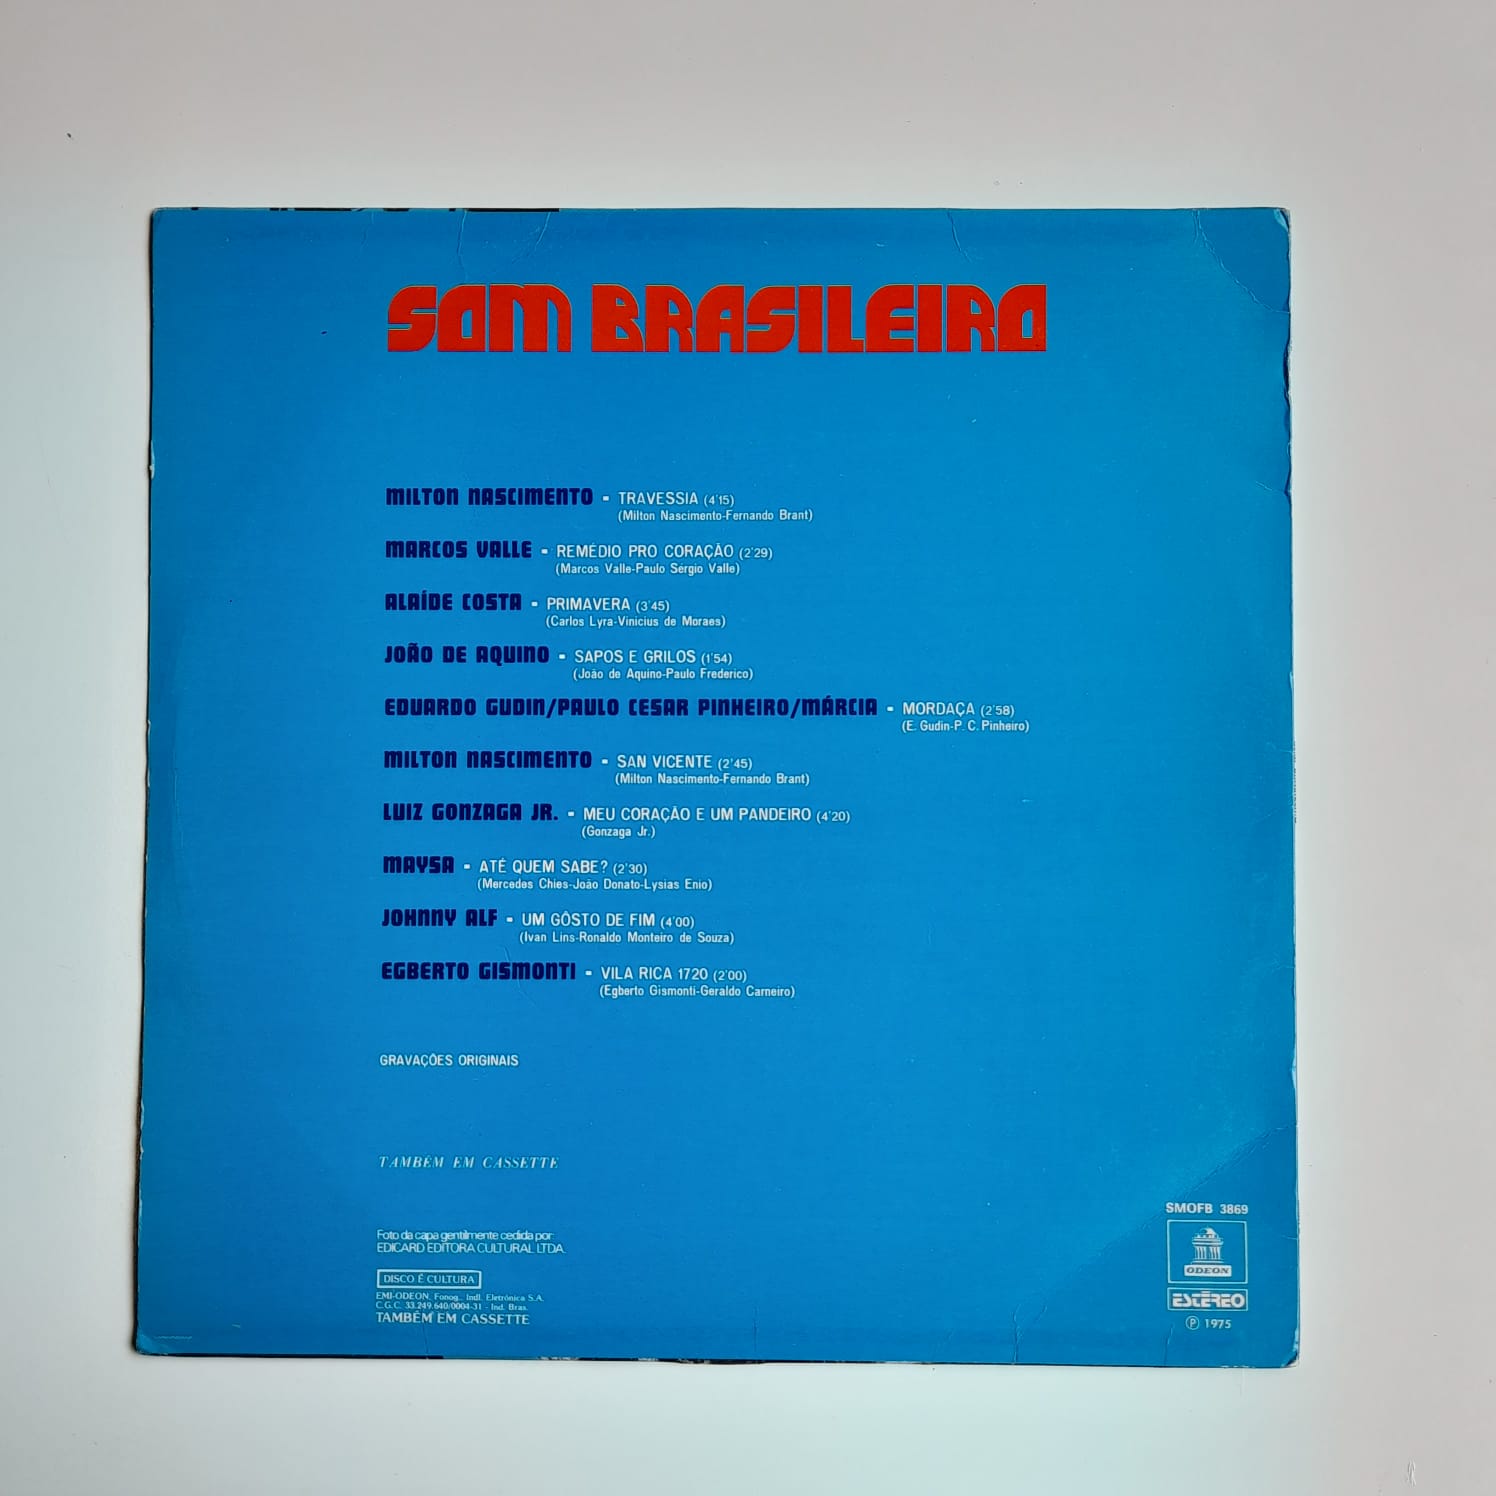 SOM BRASILEIRO
MILTON NASCIMENTO - TRAVESSIA (4'15)
(Milton Nascimento-Fernando Brant)
MARCOS VALLE - REMÉDIO PRO CORAÇÃO (2'29)
(Marcos Valle-Paulo Sérgio Valle)
ALAÍDE COSTA - PRIMAVERA (3'45)
(Carlos Lyra-Vinicius de Moraes)
JOÃO DE AQUINO - SAPOS E GRILOS (1'54)
(João de Aquino-Paulo Frederico)
EDUARDO GUDIN/PAULO CESAR PINHEIRO/MÁRCIA - MORDAÇA (2'58)
(E. Gudin-P. C. Pinheiro)
MILTON NASCIMENTO - SAN VICENTE (2'45)
(Milton Nascimento-Fernando Brant)
LUIZ GONZAGA JR. - MEU CORAÇÃO E UM PANDEIRO (4'20)
(Gonzaga Jr.)
MAYSA - ATÉ QUEM SABE? (2'30)
(Mercedes Chies-João Donato-Lysias Enio)
JOHNNY ALF - UM GÔSTO DE FIM (4'00)
(Ivan Lins-Ronaldo Monteiro de Souza)
EGBERTO GISMONTI - VILA RICA 1720 (2'00)
(Egberto Gismonti-Geraldo Carneiro)
GRAVAÇÕES ORIGINAIS
TAMBÉM EM CASSETTE
Foto da capa gentilmente cedida por:
EDICARD EDITORA CULTURAL LTDA.
DISCO É CULTURA
EMI-ODEON, Fonog., Indl. Eletrônica S.A.
C.G.C. 33.249.640/0004-31 - Ind. Bras.
TAMBÉM EM CASSETTE
SMOFB 3869
ODEON
ESTÉREO
℗ 1975